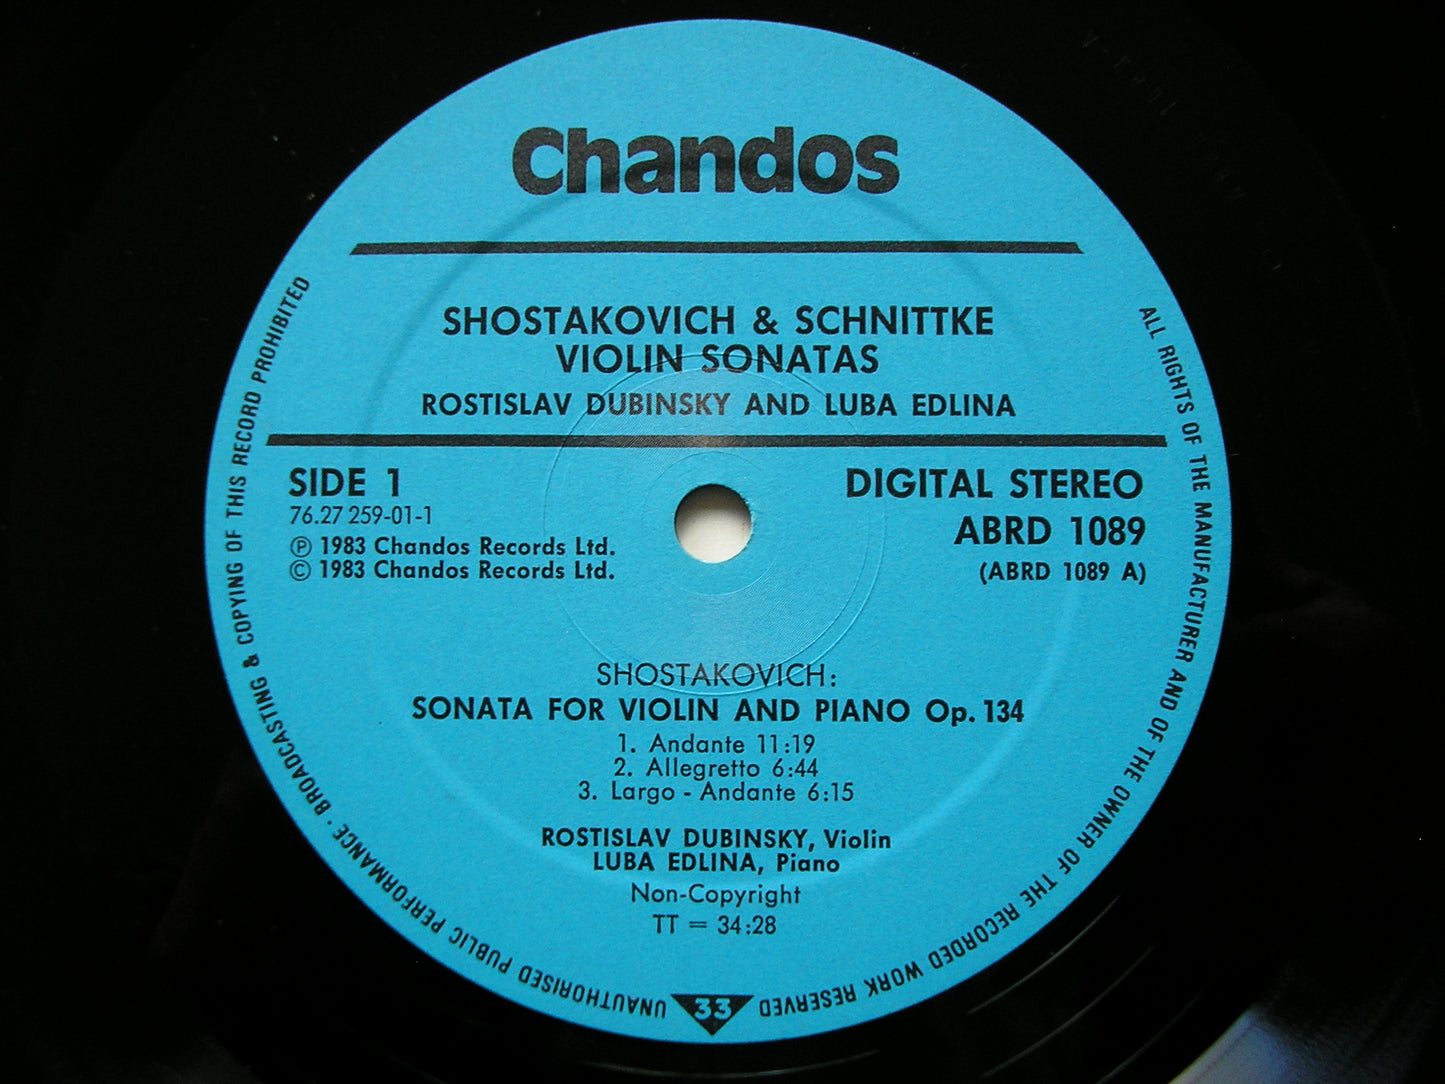 Chandos
SHOSTAKOVICH & SCHNITTKE
VIOLIN SONATAS
ROSTISLAV DUBINSKY AND LUBA EDLINA
SIDE 1
76.27 259-01-1
Ⓟ 1983 Chandos Records Ltd.
© 1983 Chandos Records Ltd.
DIGITAL STEREO
ABRD 1089
(ABRD 1089 A)
SHOSTAKOVICH:
SONATA FOR VIOLIN AND PIANO Op. 134
1. Andante 11:19
2. Allegretto 6:44
3. Largo - Andante 6:15
ROSTISLAV DUBINSKY, Violin
LUBA EDLINA, Piano
Non-Copyright
TT = 34:28
33
ALL RIGHTS OF THE MANUFACTURER AND OF THE OWNER OF THE RECORDED WORK RESERVED
UNAUTHORISED PUBLIC PERFORMANCE · BROADCASTING & COPYING OF THIS RECORD PROHIBITED